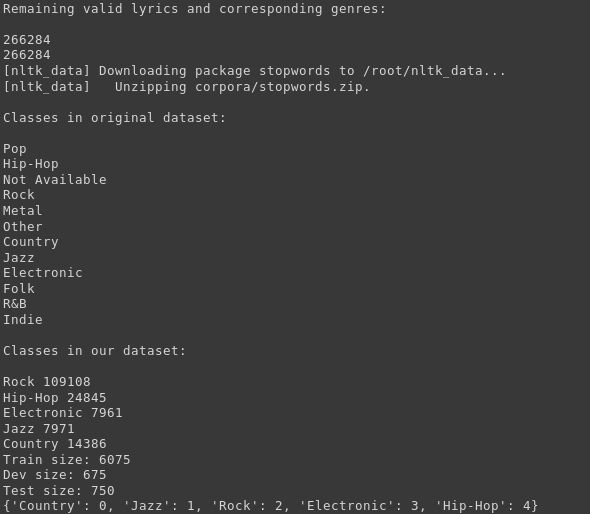 Remaining valid lyrics and corresponding genres:
266284
266284
[nltk_data] Downloading package stopwords to /root/nltk_data...
[nltk_data]   Unzipping corpora/stopwords.zip.
Classes in original dataset:
Pop
Hip-Hop
Not Available
Rock
Metal
Other
Country
Jazz
Electronic
Folk
R&B
Indie
Classes in our dataset:
Rock 109108
Hip-Hop 24845
Electronic 7961
Jazz 7971
Country 14386
Train size: 6075
Dev size: 675
Test size: 750
{'Country': 0, 'Jazz': 1, 'Rock': 2, 'Electronic': 3, 'Hip-Hop': 4}